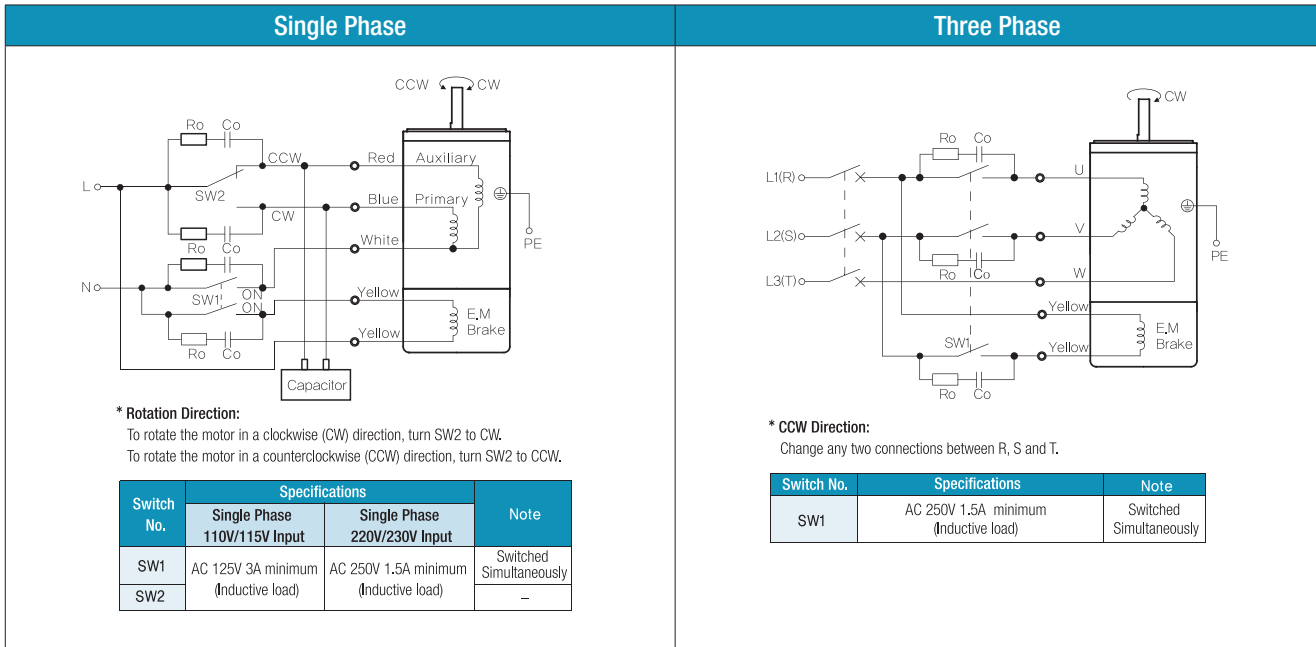 Single Phase
CCW CW
Ro Co
CCW Red Auxiliary
L
SW2
Blue Primary
CW
White
Ro Co
PE
N
SW1 ON
ON
Yellow
E.M
Brake
Yellow
Ro Co
Capacitor
* Rotation Direction:
To rotate the motor in a clockwise (CW) direction, turn SW2 to CW.
To rotate the motor in a counterclockwise (CCW) direction, turn SW2 to CCW.
Switch
No.
Specifications
Note
Single Phase
110V/115V Input
Single Phase
220V/230V Input
SW1
AC 125V 3A minimum
(Inductive load)
AC 250V 1.5A minimum
(Inductive load)
Switched
Simultaneously
SW2
–
Three Phase
CW
Ro Co
L1(R) U
L2(S) V
PE
Ro Co
L3(T) W
Yellow
E.M
Brake
SW1 Yellow
Ro Co
* CCW Direction:
Change any two connections between R, S and T.
Switch No. Specifications Note
SW1
AC 250V 1.5A minimum
(Inductive load)
Switched
Simultaneously